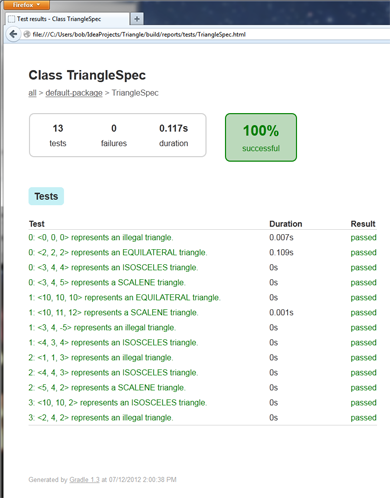 Firefox
Test results - Class TriangleSpec
+
file:///C:/Users/bob/IdeaProjects/Triangle/build/reports/tests/TriangleSpec.html
Class TriangleSpec
all > default-package > TriangleSpec
13 0 0.117s 100%
tests failures duration successful
Tests
Test Duration Result
0: <0, 0, 0> represents an illegal triangle. 0.007s passed
0: <2, 2, 2> represents an EQUILATERAL triangle. 0.109s passed
0: <3, 4, 4> represents an ISOSCELES triangle. 0s passed
0: <3, 4, 5> represents a SCALENE triangle. 0s passed
1: <10, 10, 10> represents an EQUILATERAL triangle. 0s passed
1: <10, 11, 12> represents a SCALENE triangle. 0.001s passed
1: <3, 4, -5> represents an illegal triangle. 0s passed
1: <4, 3, 4> represents an ISOSCELES triangle. 0s passed
2: <1, 1, 3> represents an illegal triangle. 0s passed
2: <4, 4, 3> represents an ISOSCELES triangle. 0s passed
2: <5, 4, 2> represents a SCALENE triangle. 0s passed
3: <10, 10, 2> represents an ISOSCELES triangle. 0s passed
3: <2, 4, 2> represents an illegal triangle. 0s passed
Generated by Gradle 1.3 at 07/12/2012 2:00:38 PM